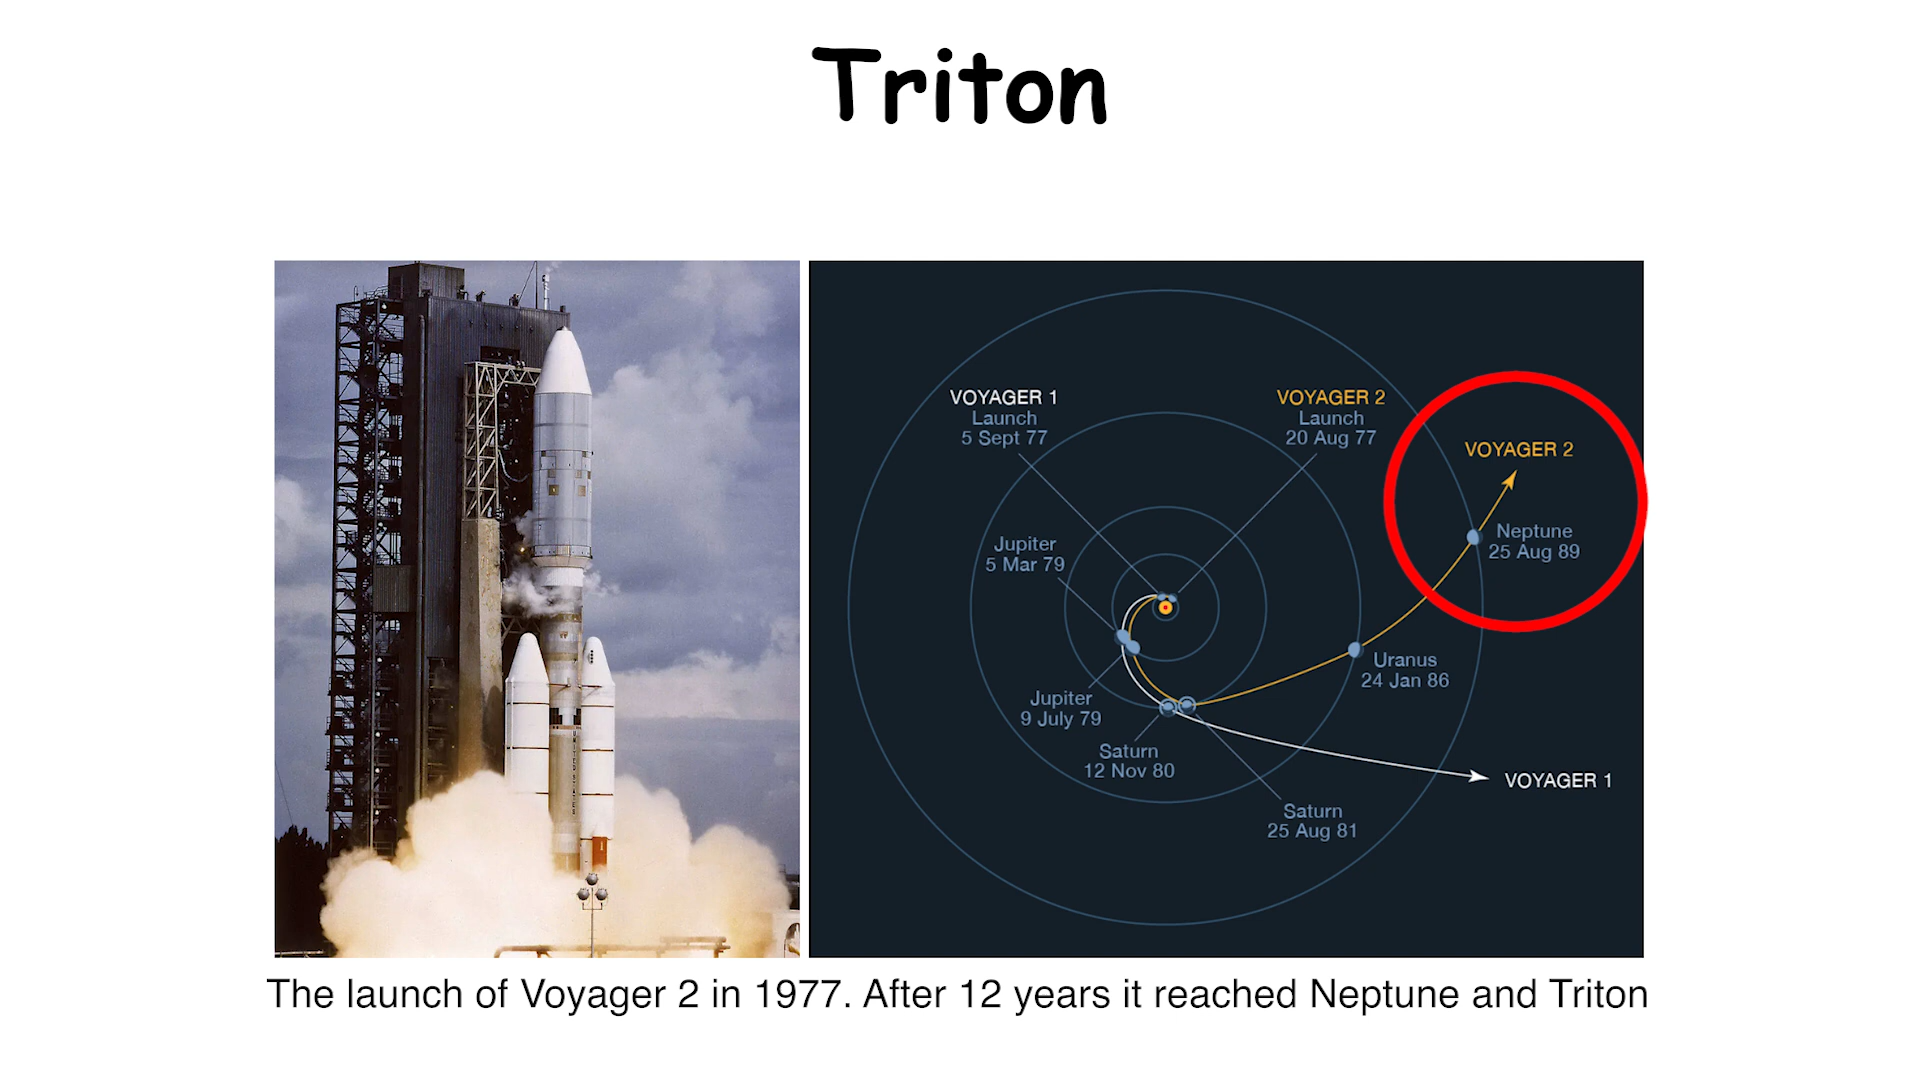 Triton
VOYAGER 1
Launch
5 Sept 77
VOYAGER 2
Launch
20 Aug 77
VOYAGER 2
Neptune
25 Aug 89
Jupiter
5 Mar 79
Uranus
24 Jan 86
Jupiter
9 July 79
Saturn
12 Nov 80
VOYAGER 1
Saturn
25 Aug 81
UNITED STATES
The launch of Voyager 2 in 1977. After 12 years it reached Neptune and Triton